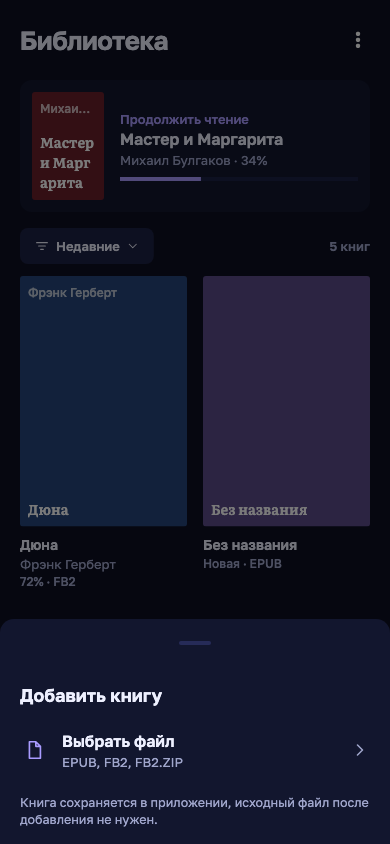 Библиотека
Михаи...
Мастер
и Марг
арита
Продолжить чтение
Мастер и Маргарита
Михаил Булгаков · 34%
Недавние
5 книг
Фрэнк Герберт
Дюна
Без названия
Дюна
Фрэнк Герберт
72% · FB2
Без названия
Новая · EPUB
Добавить книгу
Выбрать файл
EPUB, FB2, FB2.ZIP
Книга сохраняется в приложении, исходный файл после
добавления не нужен.